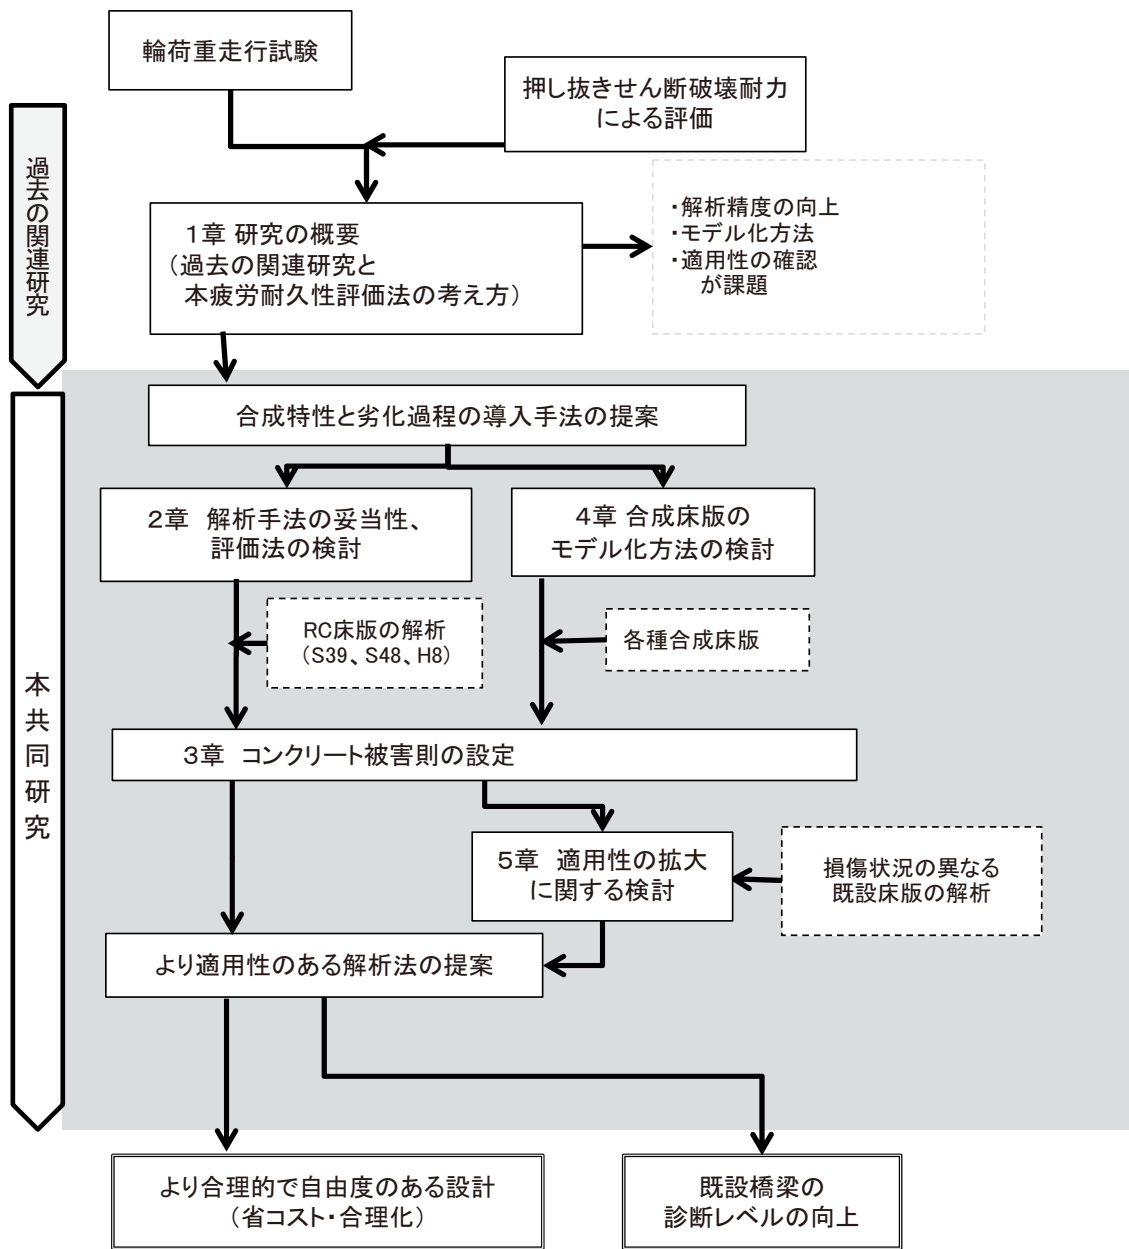 輪荷重走行試験
押し抜きせん断破壊耐力
による評価
過去の関連研究
・解析精度の向上
・モデル化方法
・適用性の確認
が課題
1章 研究の概要
（過去の関連研究と
本疲労耐久性評価法の考え方）
合成特性と劣化過程の導入手法の提案
2章　解析手法の妥当性、
評価法の検討
4章 合成床版の
モデル化方法の検討
RC床版の解析
（S39、S48、H8）
各種合成床版
本共同研究
3章　コンクリート被害則の設定
5章　適用性の拡大
に関する検討
損傷状況の異なる
既設床版の解析
より適用性のある解析法の提案
より合理的で自由度のある設計
（省コスト・合理化）
既設橋梁の
診断レベルの向上